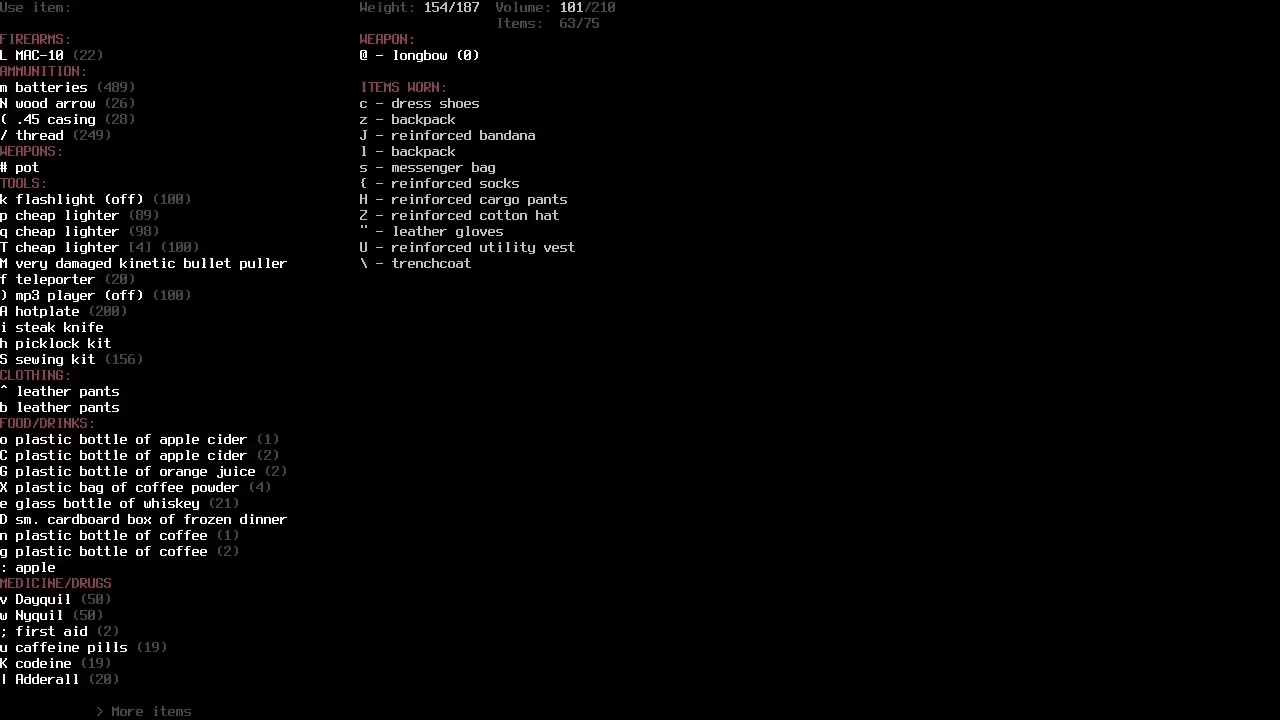 Use item:
Weight: 154/187  Volume: 101/210
Items:  63/75
FIREARMS:
L MAC-10 (22)
AMMUNITION:
m batteries (489)
N wood arrow (26)
( .45 casing (28)
/ thread (249)
WEAPONS:
# pot
TOOLS:
k flashlight (off) (100)
p cheap lighter (89)
q cheap lighter (98)
T cheap lighter [4] (100)
M very damaged kinetic bullet puller
f teleporter (20)
) mp3 player (off) (100)
A hotplate (200)
i steak knife
h picklock kit
S sewing kit (156)
CLOTHING:
^ leather pants
b leather pants
FOOD/DRINKS:
o plastic bottle of apple cider (1)
C plastic bottle of apple cider (2)
G plastic bottle of orange juice (2)
X plastic bag of coffee powder (4)
e glass bottle of whiskey (21)
D sm. cardboard box of frozen dinner
n plastic bottle of coffee (1)
g plastic bottle of coffee (2)
: apple
MEDICINE/DRUGS
v Dayquil (50)
w Nyquil (50)
; first aid (2)
u caffeine pills (19)
K codeine (19)
| Adderall (20)
> More items
WEAPON:
@ - longbow (0)
ITEMS WORN:
c - dress shoes
z - backpack
J - reinforced bandana
l - backpack
s - messenger bag
{ - reinforced socks
H - reinforced cargo pants
Z - reinforced cotton hat
" - leather gloves
U - reinforced utility vest
\ - trenchcoat